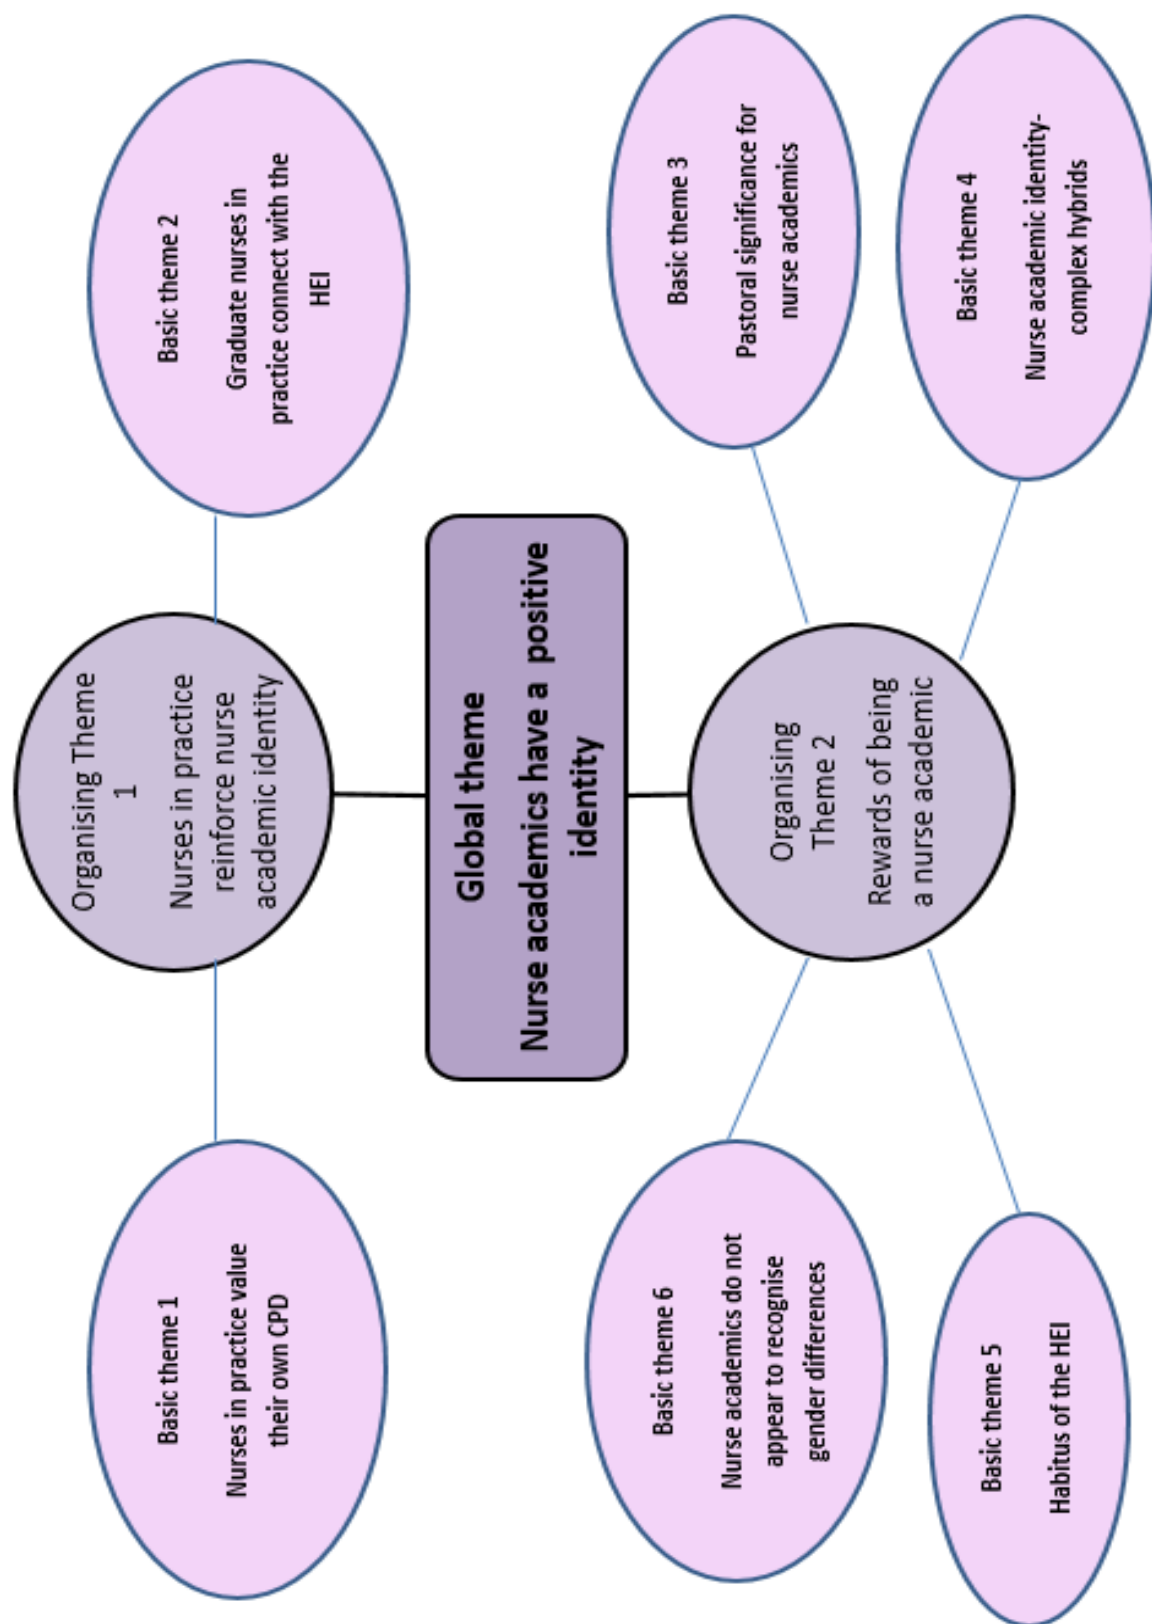 Organising Theme
1
Nurses in practice
reinforce nurse
academic identity
Basic theme 1
Nurses in practice value
their own CPD
Basic theme 2
Graduate nurses in
practice connect with the
HEI
Global theme
Nurse academics have a positive
identity
Organising
Theme 2
Rewards of being
a nurse academic
Basic theme 6
Nurse academics do not
appear to recognise
gender differences
Basic theme 3
Pastoral significance for
nurse academics
Basic theme 5
Habitus of the HEI
Basic theme 4
Nurse academic identity-
complex hybrids